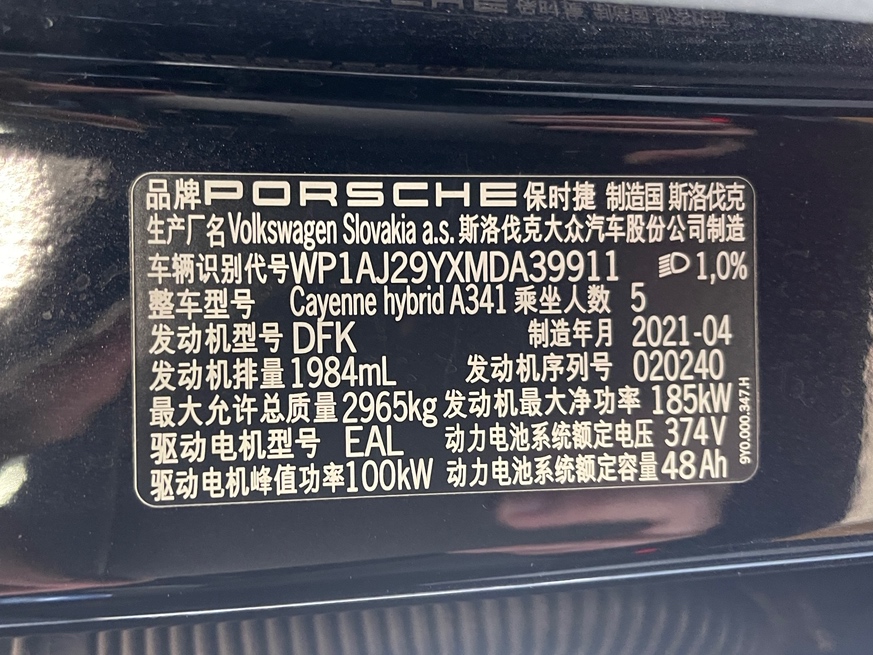 品牌PORSCHE保时捷 制造国 斯洛伐克
生产厂名Volkswagen Slovakia a.s.斯洛伐克大众汽车股份公司制造
车辆识别代号WP1AJ29YXMDA39911 1,0%
整车型号 Cayenne hybrid A341 乘坐人数 5
发动机型号 DFK 制造年月 2021-04
发动机排量1984mL 发动机序列号 020240
最大允许总质量2965kg 发动机最大净功率 185kW
驱动电机型号 EAL 动力电池系统额定电压 374V
驱动电机峰值功率100kW 动力电池系统额定容量48Ah
9Y0.000.347.H